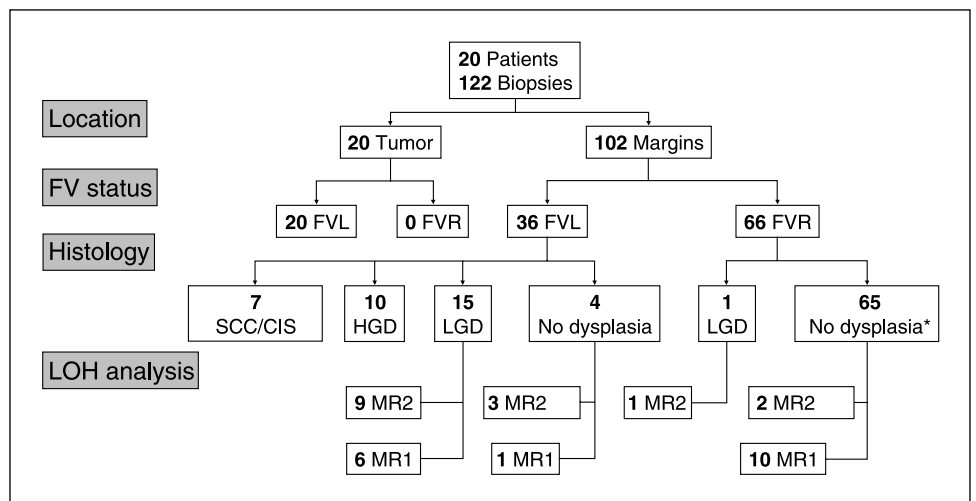 20 Patients
122 Biopsies
Location
20 Tumor
102 Margins
FV status
20 FVL
0 FVR
36 FVL
66 FVR
Histology
7
SCC/CIS
10
HGD
15
LGD
4
No dysplasia
1
LGD
65
No dysplasia*
LOH analysis
9 MR2
3 MR2
1 MR2
2 MR2
6 MR1
1 MR1
10 MR1